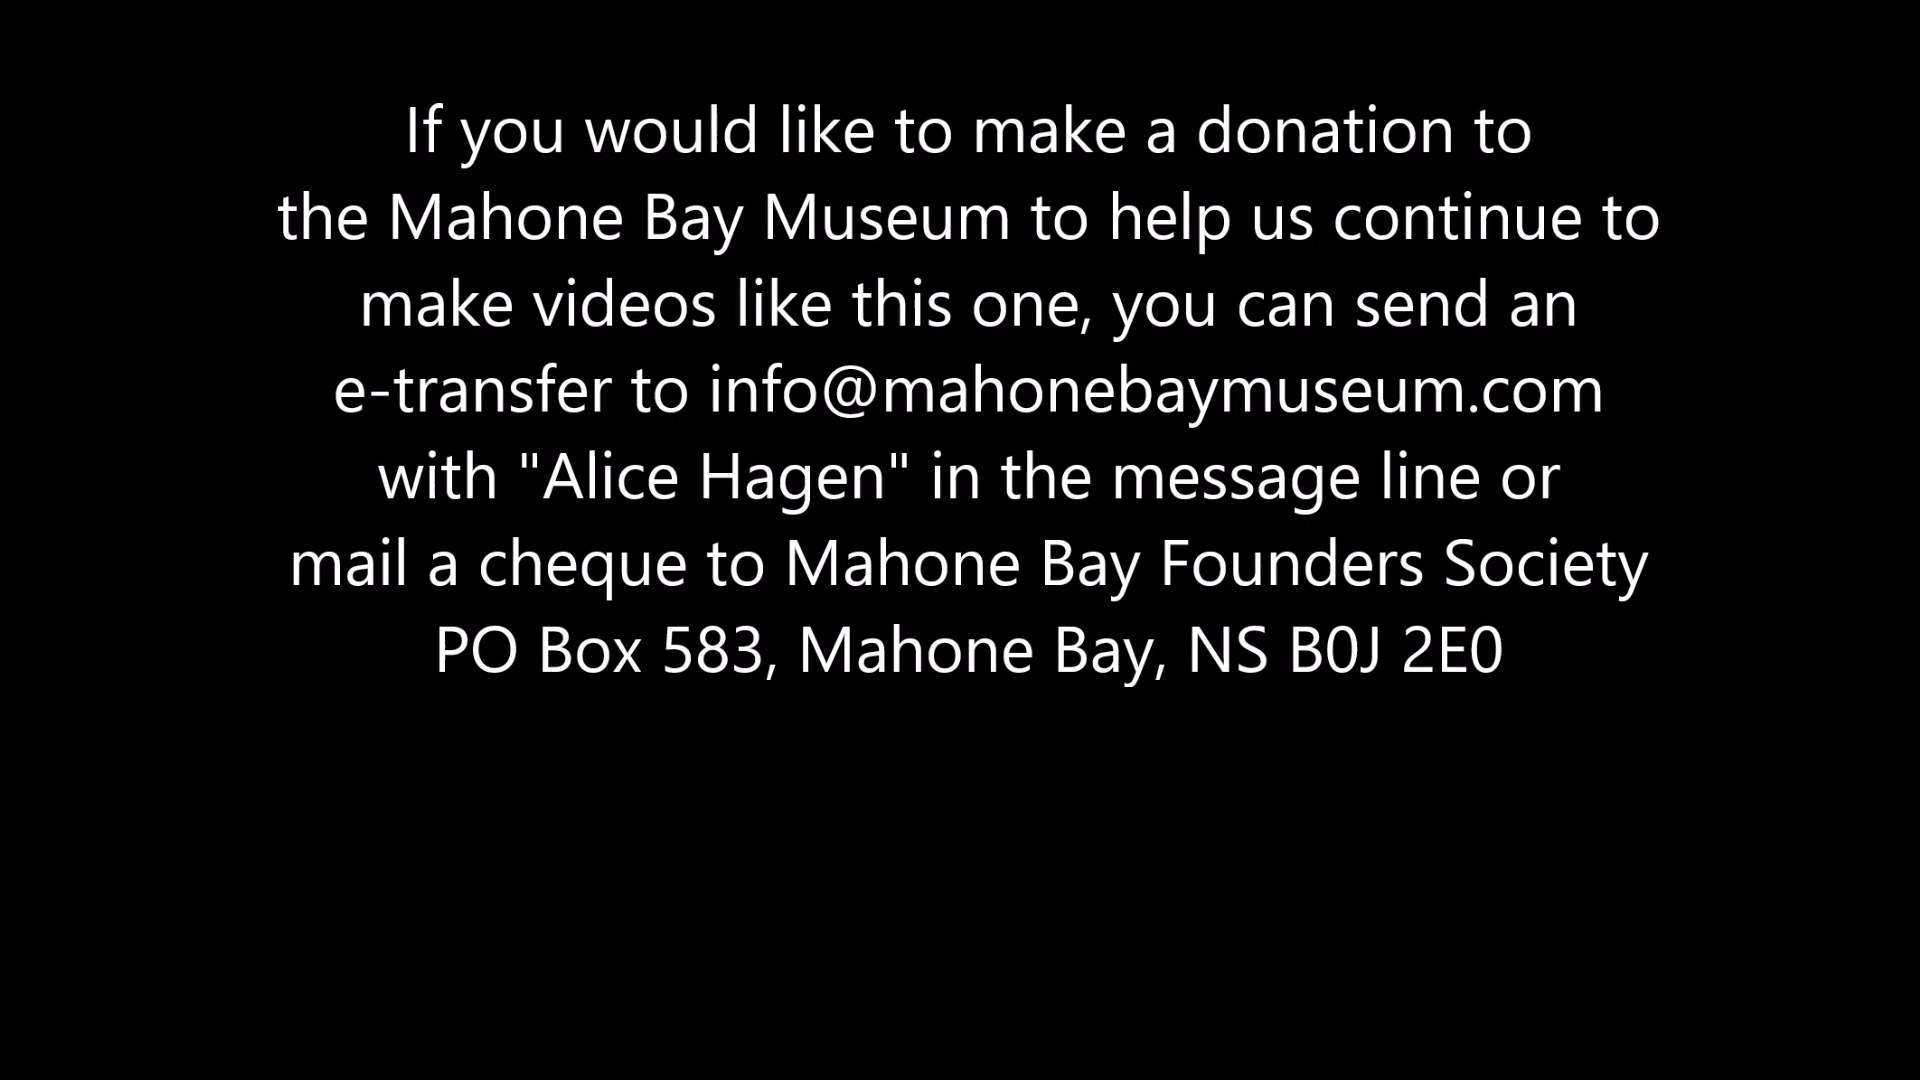 If you would like to make a donation to
the Mahone Bay Museum to help us continue to
make videos like this one, you can send an
e-transfer to info@mahonebaymuseum.com
with "Alice Hagen" in the message line or
mail a cheque to Mahone Bay Founders Society
PO Box 583, Mahone Bay, NS B0J 2E0